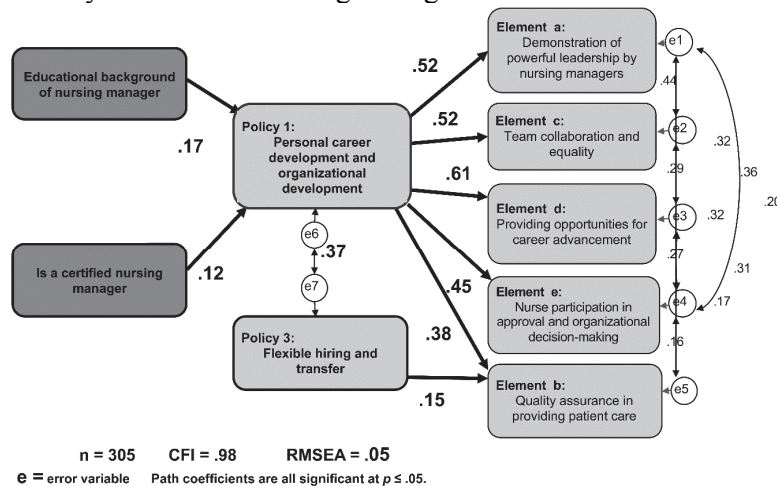 Educational background
of nursing manager
Is a certified nursing
manager
.17
.12
Policy 1:
Personal career
development and
organizational
development
e6
.37
e7
Policy 3:
Flexible hiring and
transfer
.52
.52
.61
.45
.38
.15
Element a:
Demonstration of
powerful leadership by
nursing managers
Element c:
Team collaboration and
equality
Element d:
Providing opportunities for
career advancement
Element e:
Nurse participation in
approval and organizational
decision-making
Element b:
Quality assurance in
providing patient care
e1
.44
e2
.29
e3
.27
e4
.16
e5
.32
.36
.20
.32
.31
.17
n = 305 CFI = .98 RMSEA = .05
e = error variable Path coefficients are all significant at p ≤ .05.